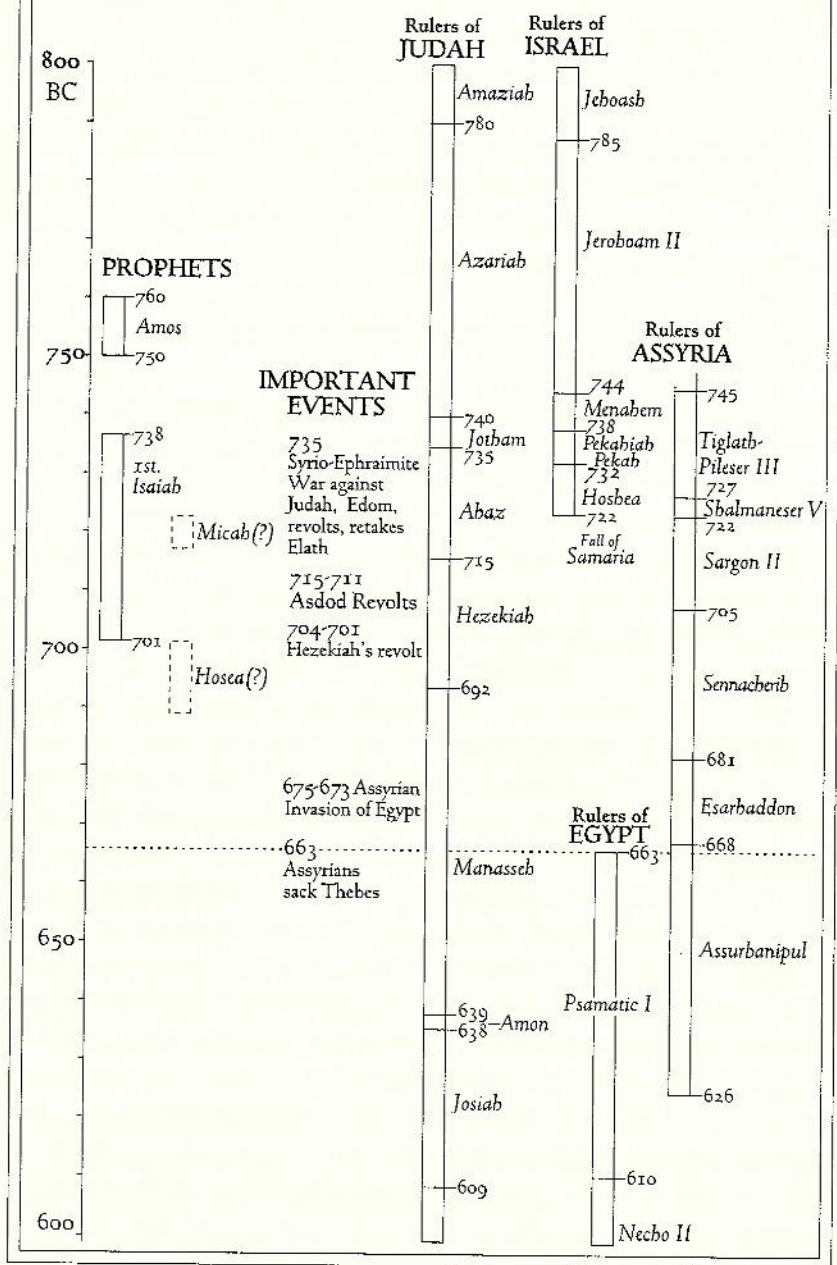 Rulers of
JUDAH
Rulers of
ISRAEL
800
BC
Amaziah
780
Jehoash
785
Azariah
Jeroboam II
PROPHETS
760
Amos
750
750
738
1st.
Isaiah
Micah(?)
701
700
Hosea(?)
IMPORTANT
EVENTS
735
Syrio-Ephraimite
War against
Judah, Edom,
revolts, retakes
Elath
715-711
Asdod Revolts
704-701
Hezekiah's revolt
675-673 Assyrian
Invasion of Egypt
663
Assyrians
sack Thebes
740
Jotham
735
Ahaz
715
Hezekiah
692
Manasseh
639
638
Amon
Josiah
609
744
Menahem
738
Pekahiah
Pekah
732
Hoshea
722
Fall of
Samaria
Rulers of
ASSYRIA
745
Tiglath-
Pileser III
727
Shalmaneser V
722
Sargon II
705
Sennacherib
681
Esarhaddon
668
Assurbanipul
626
Rulers of
EGYPT
663
Psamatic I
610
Necho II
650
600